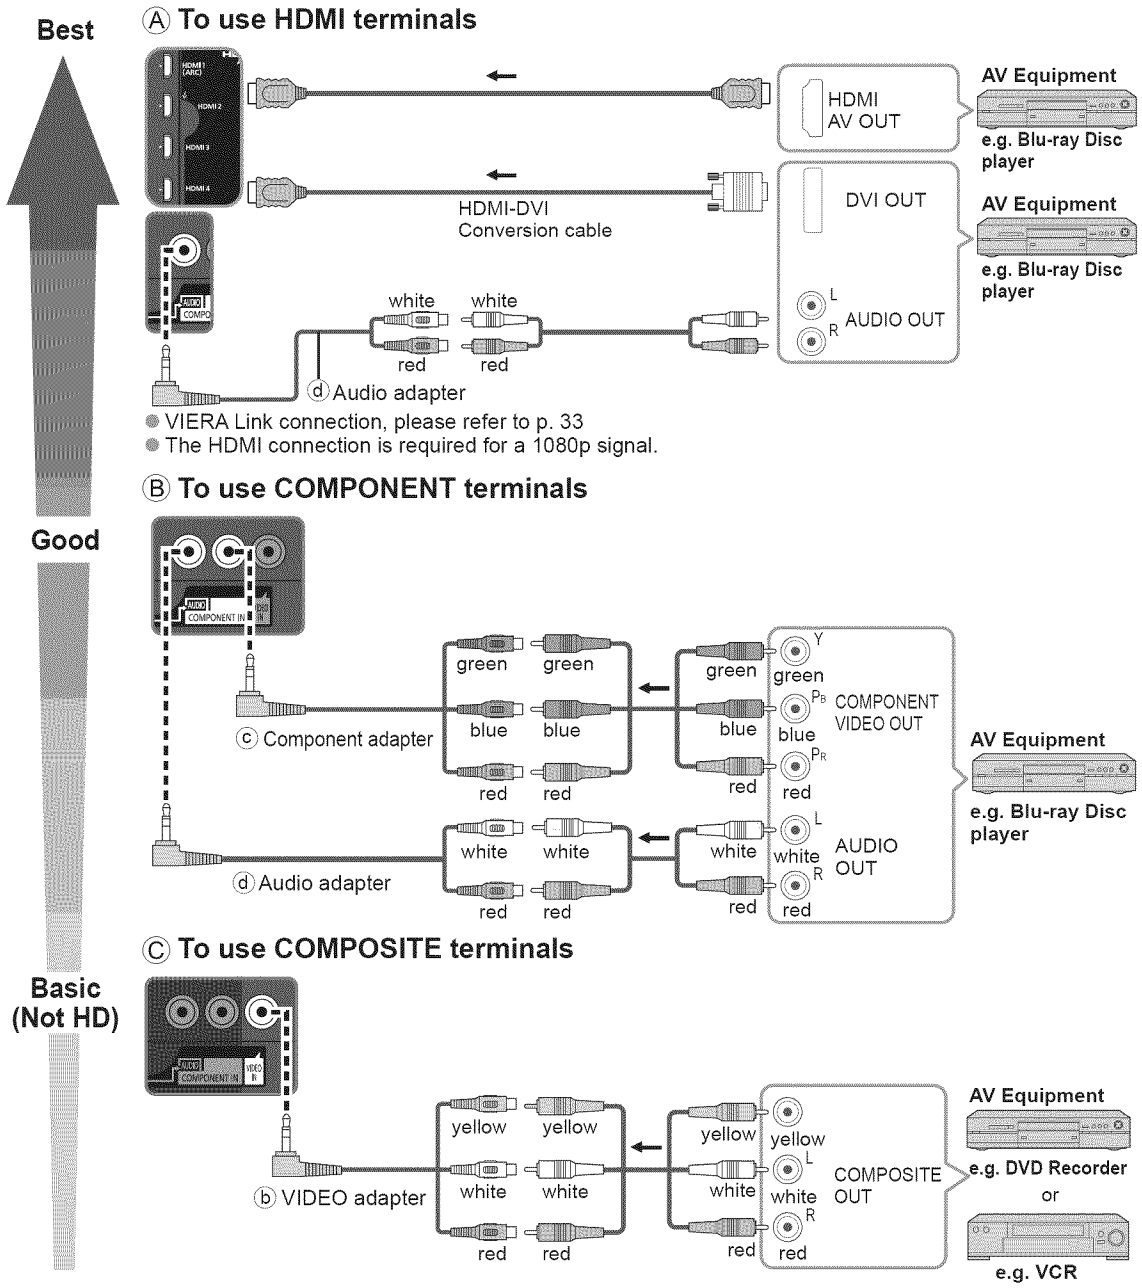 Best
Ⓐ To use HDMI terminals
HDMI 1
(ARC)
HDMI 2
HDMI 3
HDMI 4
HDMI
AV OUT
AV Equipment
e.g. Blu-ray Disc
player
HDMI-DVI
Conversion cable
DVI OUT
AV Equipment
e.g. Blu-ray Disc
player
AUDIO
COMPO
white
white
red
red
L
R
AUDIO OUT
ⓓ Audio adapter
● VIERA Link connection, please refer to p. 33
● The HDMI connection is required for a 1080p signal.
Good
Ⓑ To use COMPONENT terminals
AUDIO
COMPONENT IN
VIDEO
IN
green
green
green
Y
green
blue
blue
blue
PB
blue
COMPONENT
VIDEO OUT
ⓒ Component adapter
red
red
red
PR
red
AV Equipment
e.g. Blu-ray Disc
player
white
white
white
L
white
AUDIO
OUT
ⓓ Audio adapter
red
red
red
R
red
Basic
(Not HD)
Ⓒ To use COMPOSITE terminals
AUDIO
COMPONENT IN
VIDEO
IN
yellow
yellow
yellow
yellow
ⓑ VIDEO adapter
white
white
white
L
white
COMPOSITE
OUT
red
red
red
R
red
AV Equipment
e.g. DVD Recorder
or
e.g. VCR